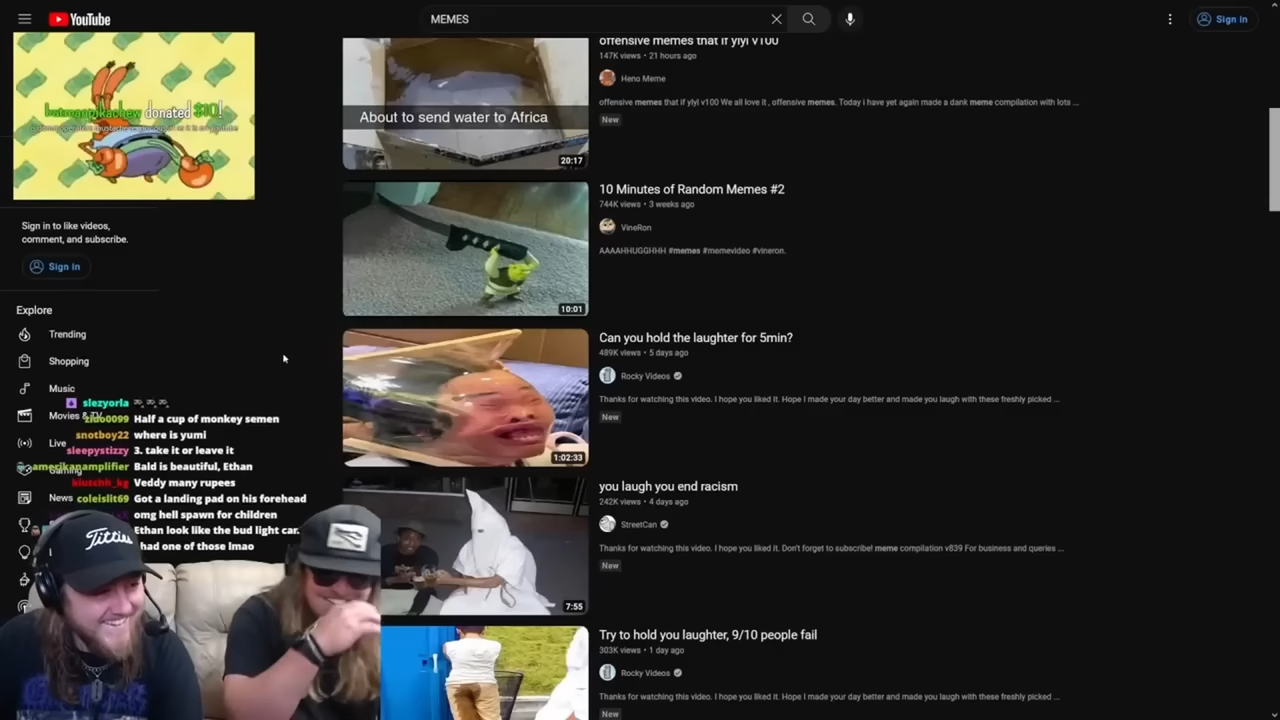 YouTube
MEMES
Sign in
batmanpikachew donated $10!
Sign in to like videos,
comment, and subscribe.
Sign in
Explore
Trending
Shopping
Music
Movies & TV
Live
Gaming
News
slezyorla
zido0099 Half a cup of monkey semen
snotboy22 where is yumi
sleepystizzy 3. take it or leave it
amerikanamplifier Bald is beautiful, Ethan
kiutchh_kg Veddy many rupees
coleislit69 Got a landing pad on his forehead
omg hell spawn for children
Ethan look like the bud light car.
had one of those lmao
Titties
offensive memes that if ylyl v100
147K views • 21 hours ago
Heno Meme
offensive memes that if ylyl v100 We all love it , offensive memes. Today i have yet again made a dank meme compilation with lots ...
New
About to send water to Africa
20:17
10 Minutes of Random Memes #2
744K views • 3 weeks ago
VineRon
AAAAHHUGGHHH #memes #memevideo #vineron.
10:01
Can you hold the laughter for 5min?
489K views • 5 days ago
Rocky Videos
Thanks for watching this video. I hope you liked it. Hope I made your day better and made you laugh with these freshly picked ...
New
1:02:33
you laugh you end racism
242K views • 4 days ago
StreetCan
Thanks for watching this video. I hope you liked it. Don't forget to subscribe! meme compilation v839 For business and queries ...
New
7:55
Try to hold you laughter, 9/10 people fail
303K views • 1 day ago
Rocky Videos
Thanks for watching this video. I hope you liked it. Hope I made your day better and made you laugh with these freshly picked ...
New